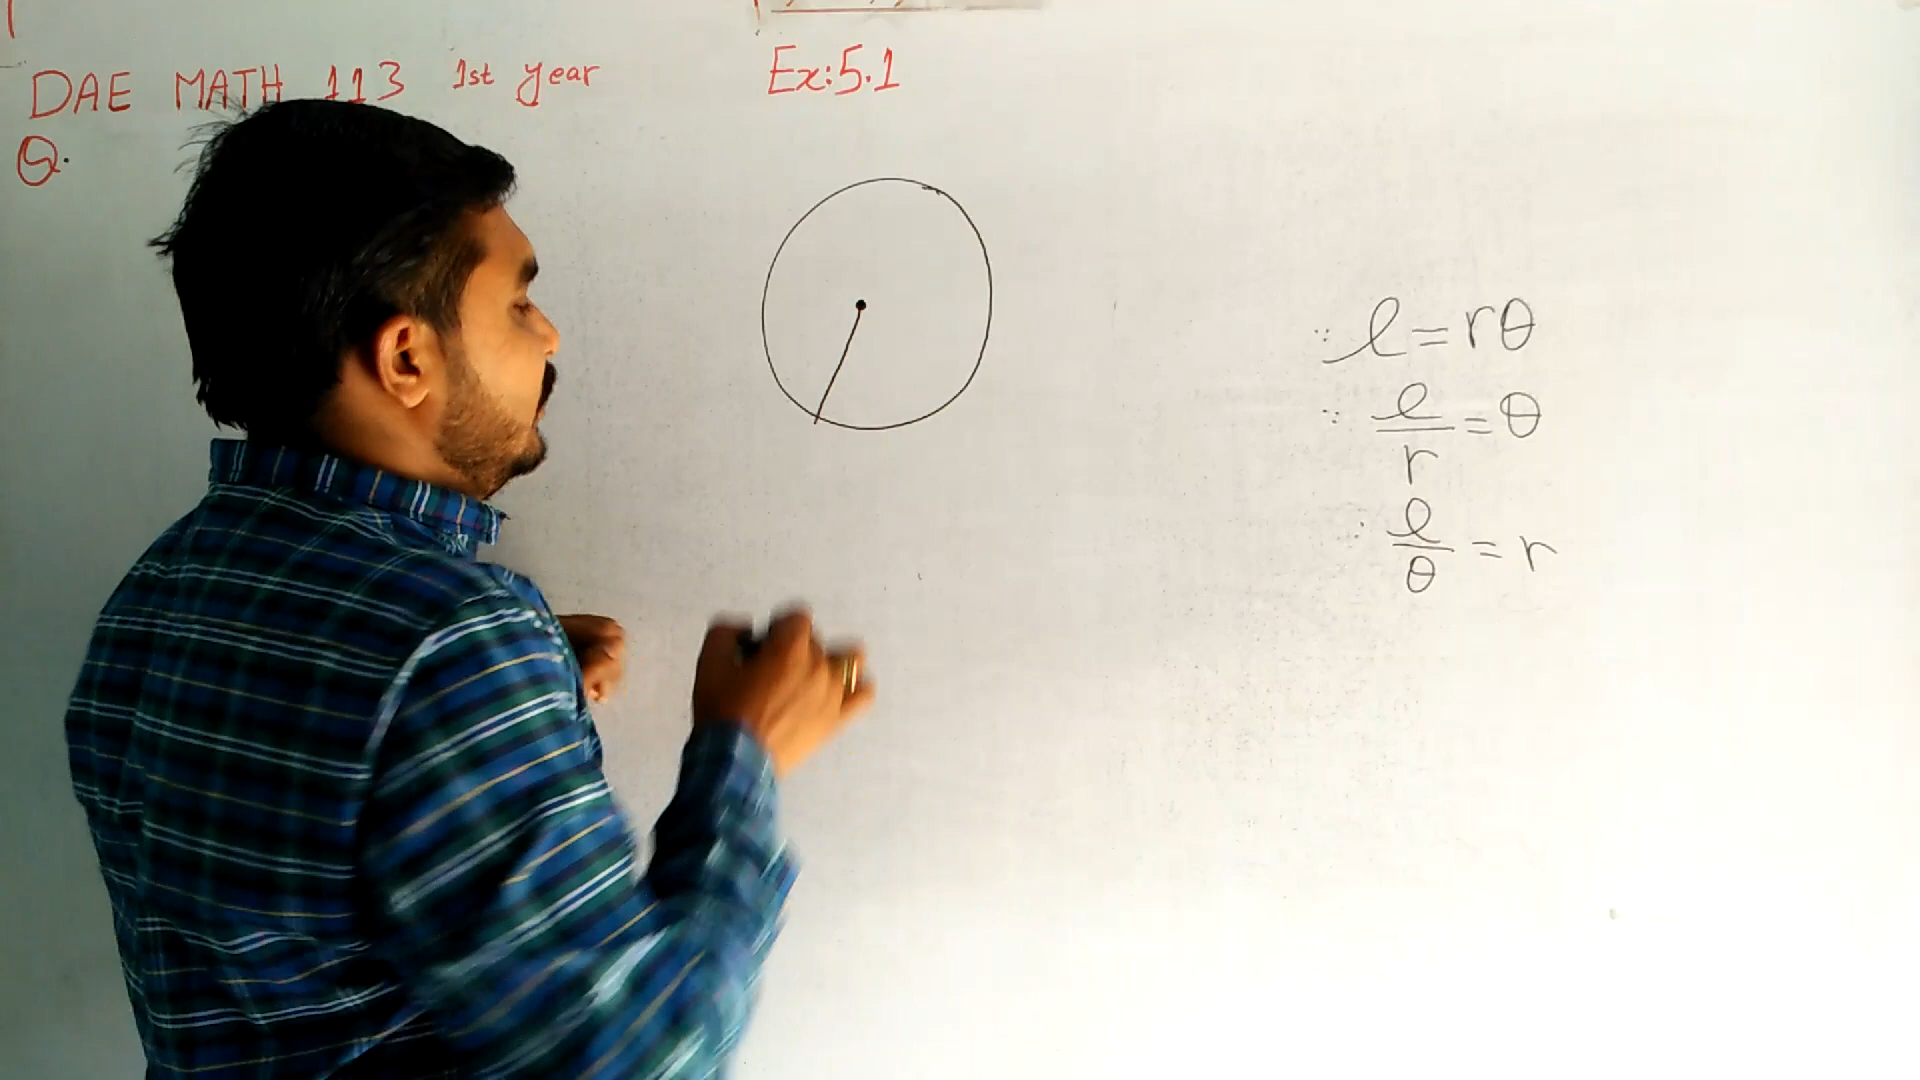 DAE MATH 113 1st year Ex:5.1
Q.
∵ l = rθ
∵ l/r = θ
∵ l/θ = r